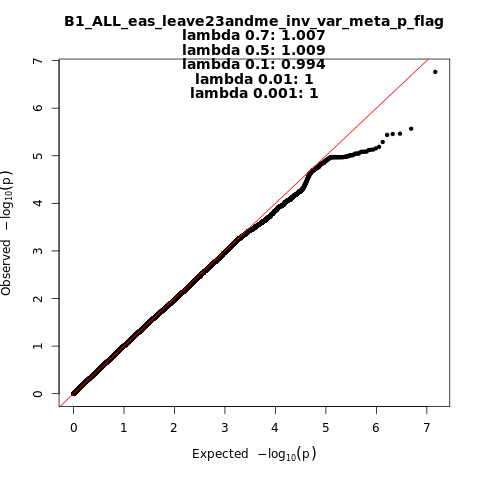 B1_ALL_eas_leave23andme_inv_var_meta_p_flag
lambda 0.7: 1.007
lambda 0.5: 1.009
lambda 0.1: 0.994
lambda 0.01: 1
lambda 0.001: 1
7
6
5
4
3
2
1
0
Observed −log10(p)
0 1 2 3 4 5 6 7
Expected −log10(p)